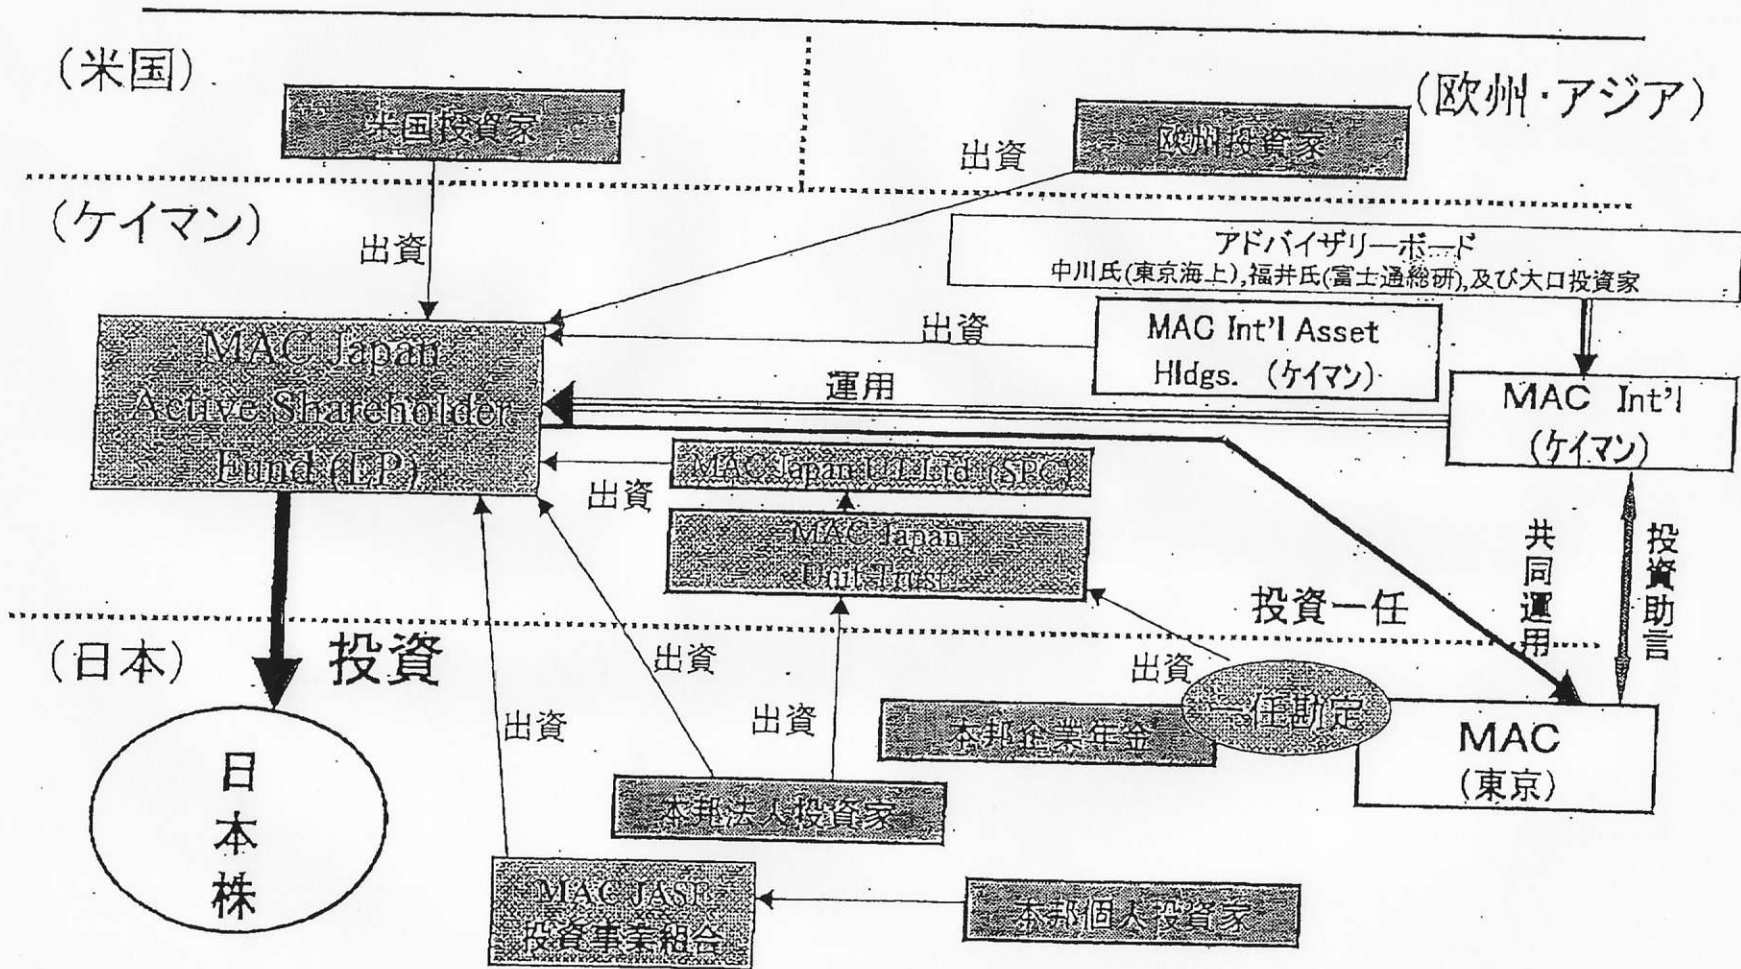 (米国)
(欧州・アジア)
米国投資家
欧州投資家
出資
(ケイマン)
出資
アドバイザリーボード
中川氏(東京海上),福井氏(富士通総研),及び大口投資家
MAC Japan
Active Shareholder
Fund (LP)
出資
MAC Int'l Asset
Hldgs. (ケイマン)
運用
MAC Int'l
(ケイマン)
MAC Japan U.T.Ltd (SPC)
出資
MAC Japan
Unit Trust
共同運用
投資助言
投資一任
(日本)
投資
出資
出資
出資
出資
一任勘定
本邦企業年金
MAC
(東京)
日本株
本邦法人投資家
MAC JASF
投資事業組合
本邦個人投資家